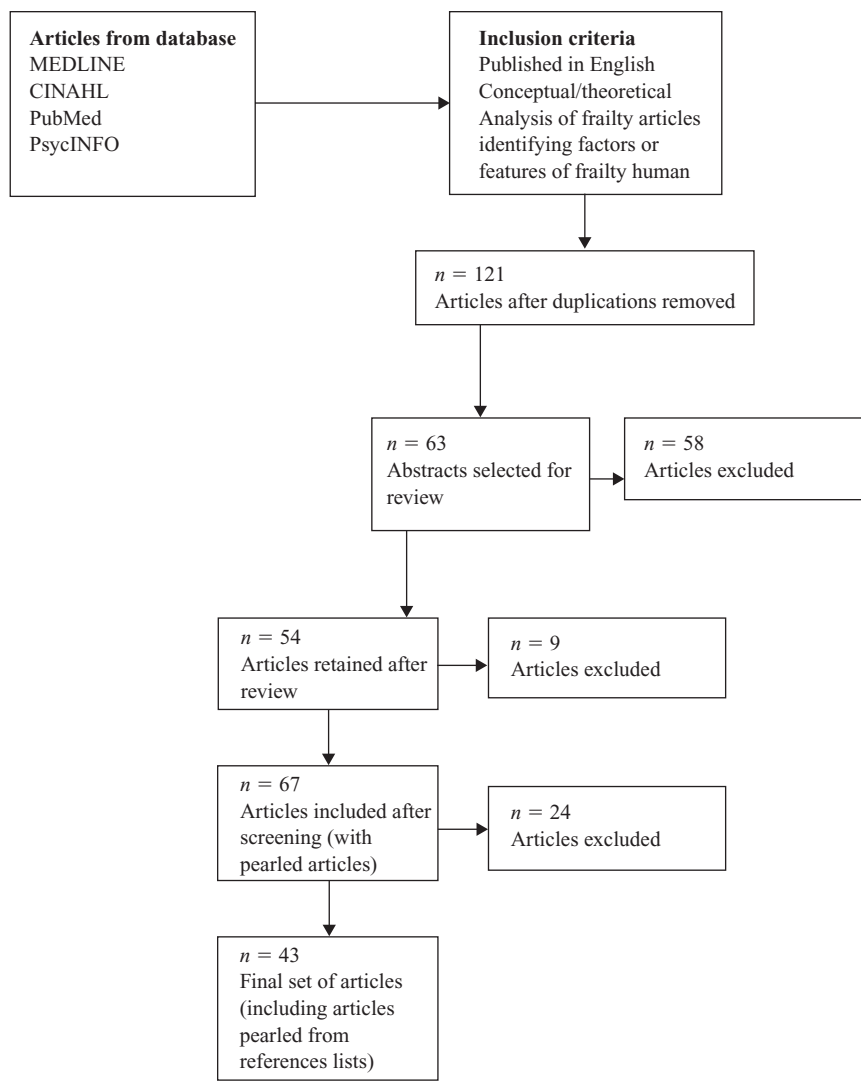 Articles from database
MEDLINE
CINAHL
PubMed
PsycINFO
Inclusion criteria
Published in English
Conceptual/theoretical
Analysis of frailty articles
identifying factors or
features of frailty human
n = 121
Articles after duplications removed
n = 63
Abstracts selected for
review
n = 58
Articles excluded
n = 54
Articles retained after
review
n = 9
Articles excluded
n = 67
Articles included after
screening (with
pearled articles)
n = 24
Articles excluded
n = 43
Final set of articles
(including articles
pearled from
references lists)